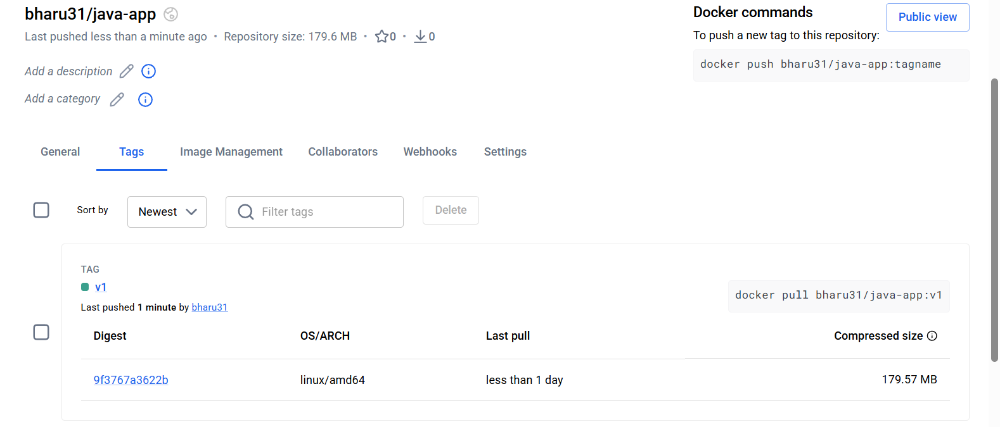 bharu31/java-app
Last pushed less than a minute ago • Repository size: 179.6 MB • 0 • 0
Add a description
Add a category
Docker commands
Public view
To push a new tag to this repository:
docker push bharu31/java-app:tagname
General Tags Image Management Collaborators Webhooks Settings
Sort by Newest Filter tags Delete
TAG
v1
docker pull bharu31/java-app:v1
Last pushed 1 minute by bharu31
Digest OS/ARCH Last pull Compressed size
9f3767a3622b linux/amd64 less than 1 day 179.57 MB